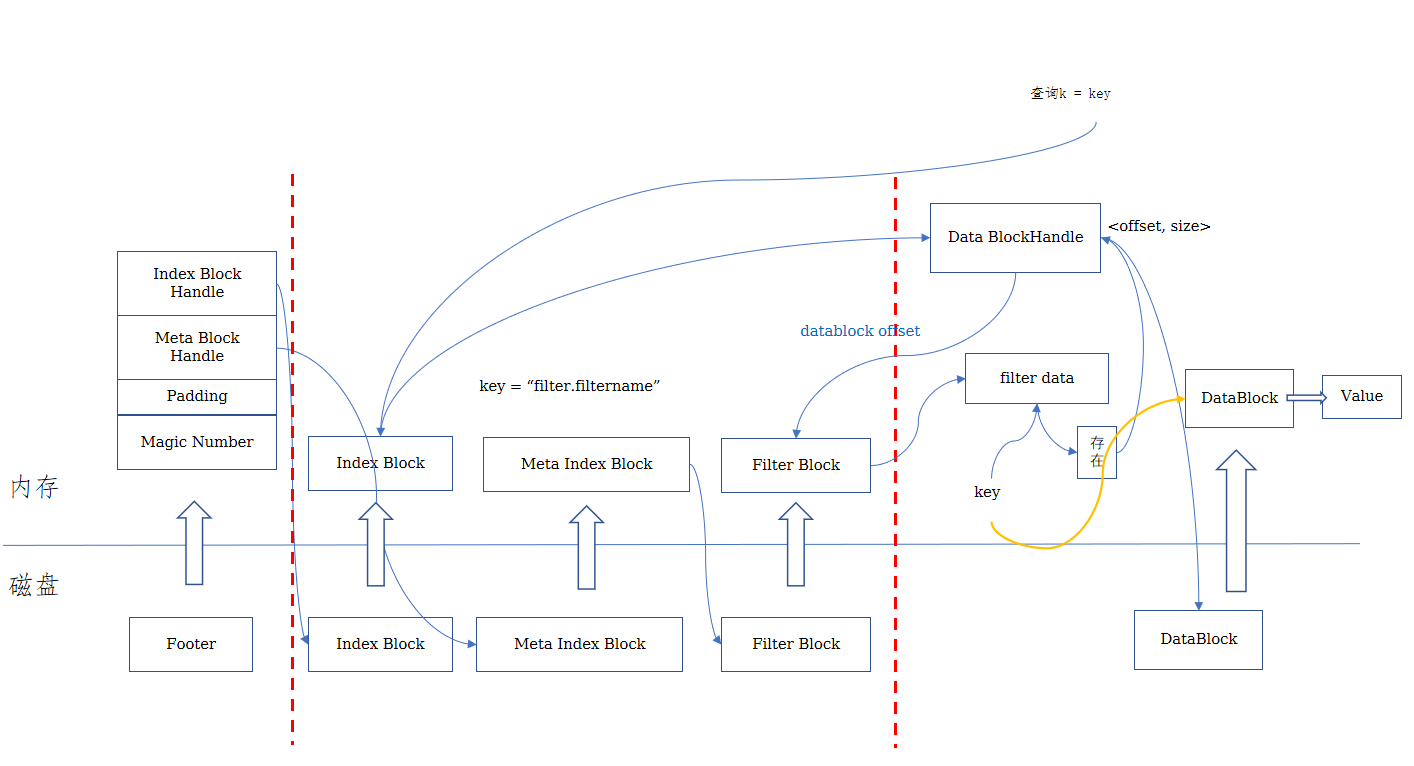 查询k = key
Data BlockHandle
<offset, size>
Index Block
Handle
Meta Block
Handle
Padding
Magic Number
datablock offset
key = “filter.filtername”
filter data
DataBlock
Value
Index Block
Meta Index Block
Filter Block
存
在
key
内存
磁盘
Footer
Index Block
Meta Index Block
Filter Block
DataBlock